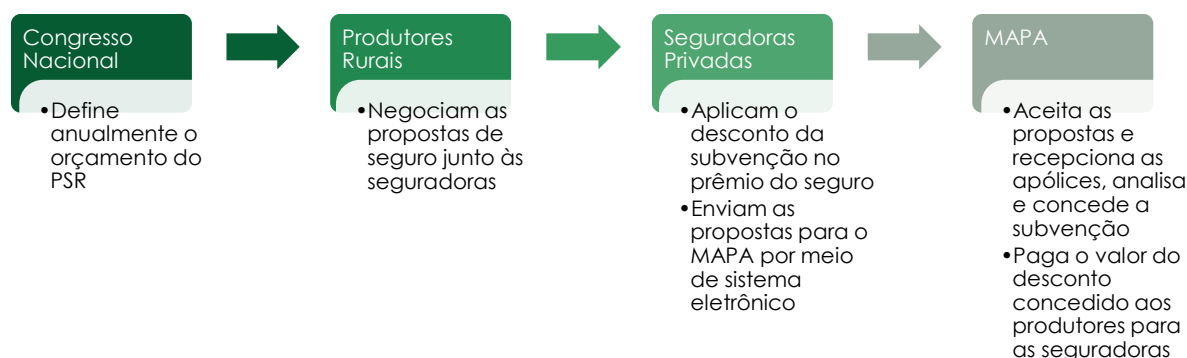 Congresso
Nacional
•Define
anualmente o
orçamento do
PSR
Produtores
Rurais
•Negociam as
propostas de
seguro junto às
seguradoras
Seguradoras
Privadas
•Aplicam o
desconto da
subvenção no
prêmio do seguro
•Enviam as
propostas para o
MAPA por meio
de sistema
eletrônico
MAPA
•Aceita as
propostas e
recepciona as
apólices, analisa
e concede a
subvenção
•Paga o valor do
desconto
concedido aos
produtores para
as seguradoras